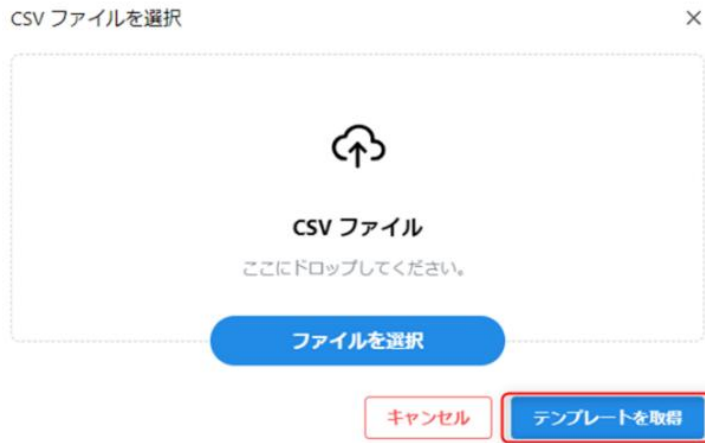 CSV ファイルを選択
CSV ファイル
ここにドロップしてください。
ファイルを選択
キャンセル
テンプレートを取得